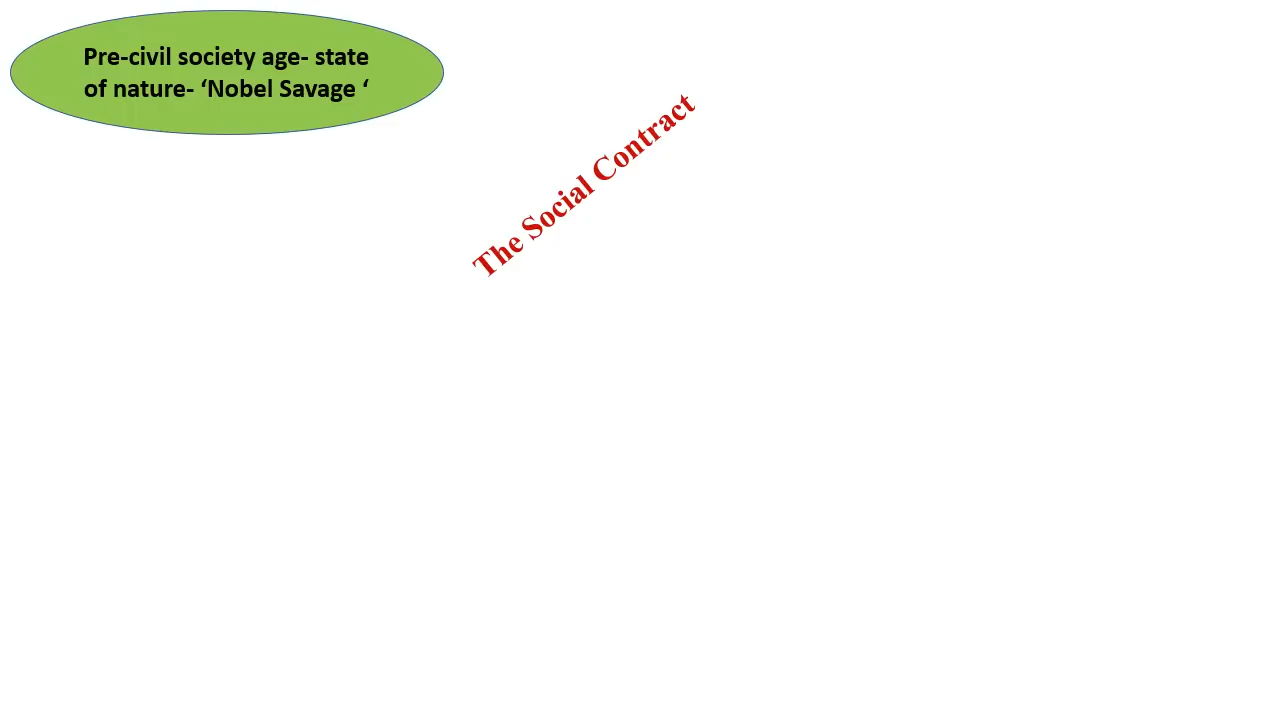 Pre-civil society age- state
of nature- ‘Nobel Savage ‘
The Social Contract